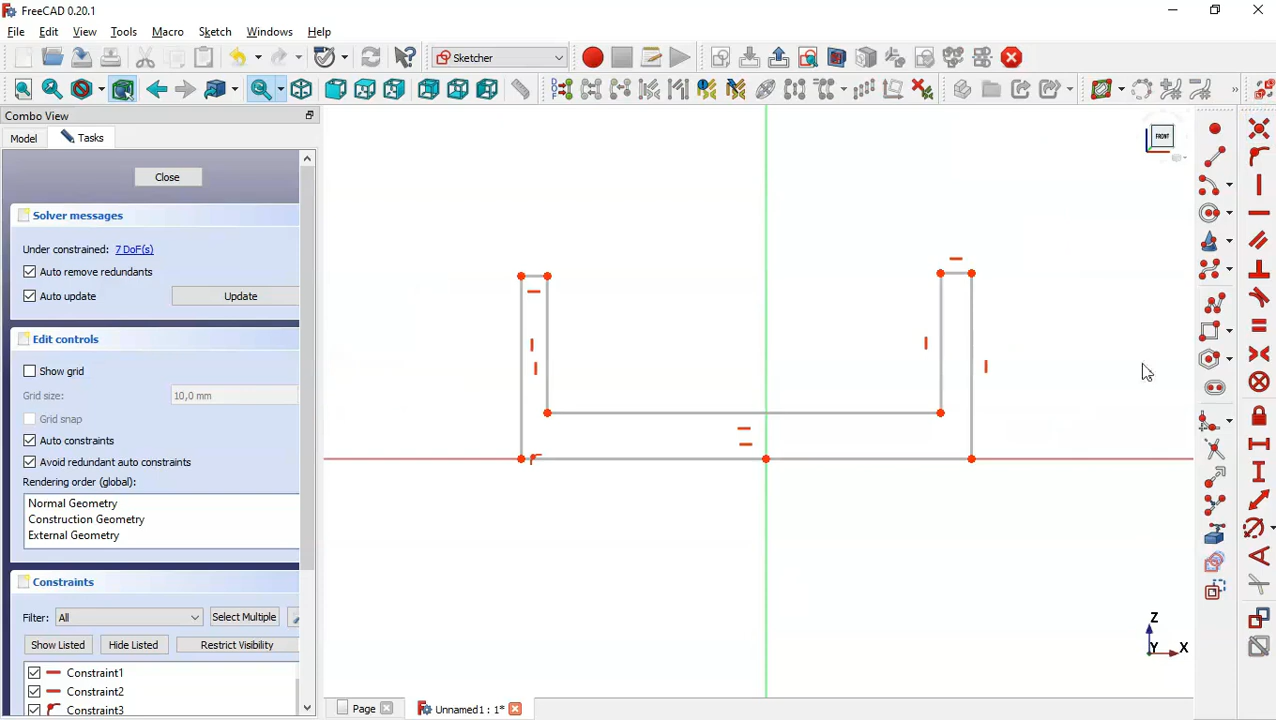 FreeCAD 0.20.1
File Edit View Tools Macro Sketch Windows Help
Sketcher
Combo View
Model Tasks
Close
Solver messages
Under constrained: 7 DoF(s)
Auto remove redundants
Auto update Update
Edit controls
Show grid
Grid size: 10,0 mm
Grid snap
Auto constraints
Avoid redundant auto constraints
Rendering order (global):
Normal Geometry
Construction Geometry
External Geometry
Constraints
Filter: All Select Multiple
Show Listed Hide Listed Restrict Visibility
Constraint1
Constraint2
Constraint3
FRONT
Z
Y X
Page Unnamed1 : 1*